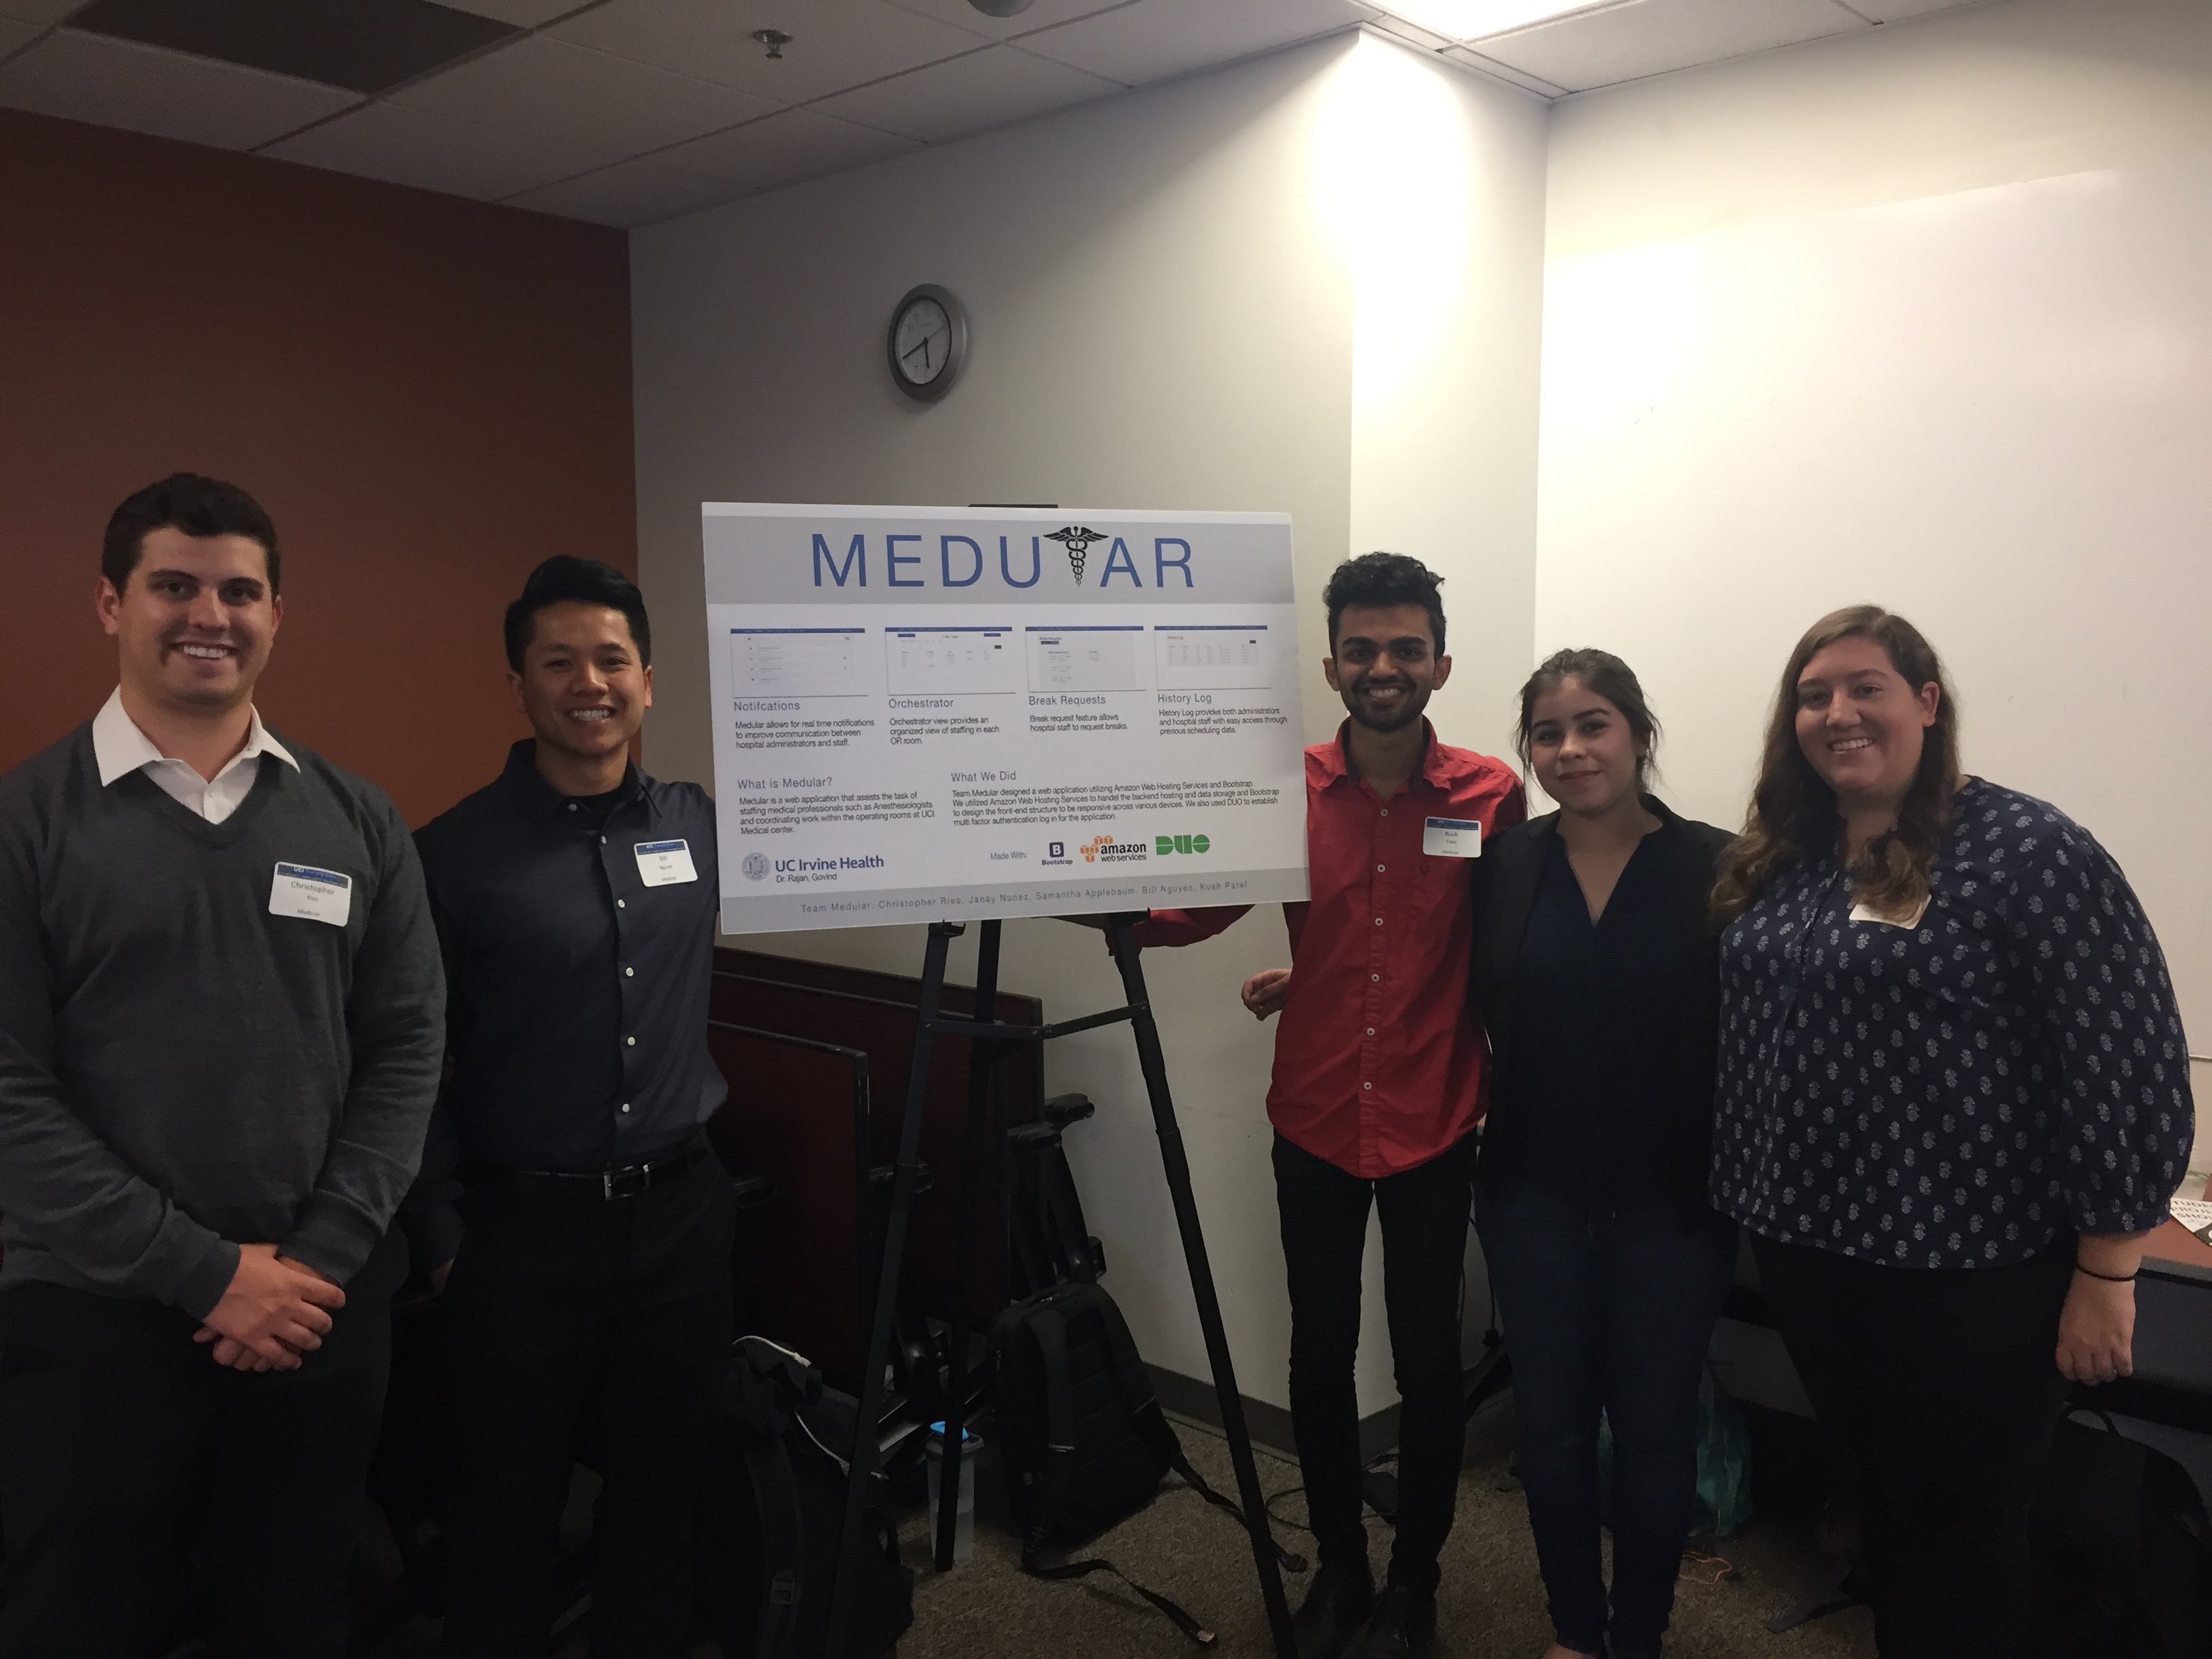 MEDULAR
Notifcations
Medular allows for real time notifications
to improve communication between
hospital administrators and staff.
Orchestrator
Orchestrator view provides an
organized view of staffing in each
OR room.
Break Requests
Break request feature allows
hospital staff to request breaks.
History Log
History Log provides both administrators
and hospital staff with easy access through
previous scheduling data.
What is Medular?
Medular is a web application that assists the task of
staffing medical professionals such as Anesthesiologists
and coordinating work within the operating rooms at UCI
Medical center.
What We Did
Team Medular designed a web application utilizing Amazon Web Hosting Services and Bootstrap.
We utilized Amazon Web Hosting Services to handel the backend hosting and data storage and Bootstrap
to design the front-end structure to be responsive across various devices. We also used DUO to establish
multi factor authentication log in for the application.
UC Irvine Health
Dr. Rajan, Govind
Made With:
B
Bootstrap
amazon
web services
DUO
Team Medular: Christopher Ries, Janay Nunez, Samantha Applebaum, Bill Nguyen, Kush Patel
UCI
Christopher
Ries
Medular
Bill
Nguyen
Medular
Kush
Patel
Medular